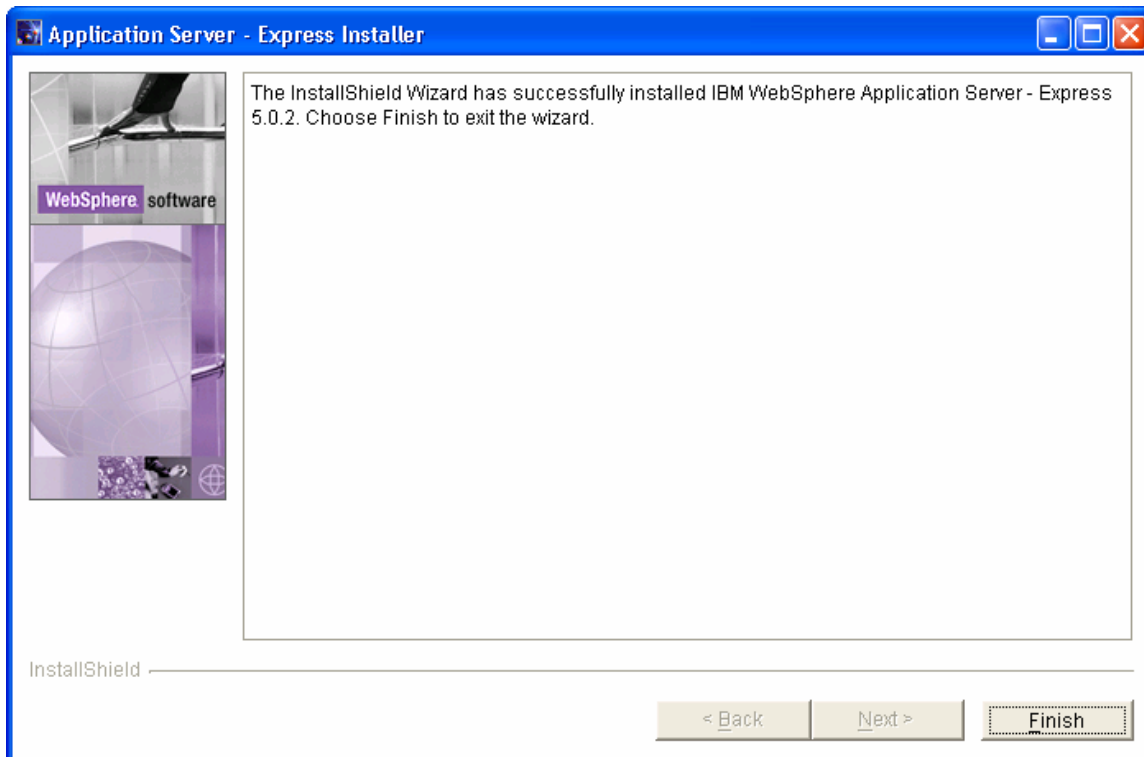 Application Server - Express Installer
The InstallShield Wizard has successfully installed IBM WebSphere Application Server - Express
5.0.2. Choose Finish to exit the wizard.
WebSphere software
InstallShield
< Back
Next >
Finish